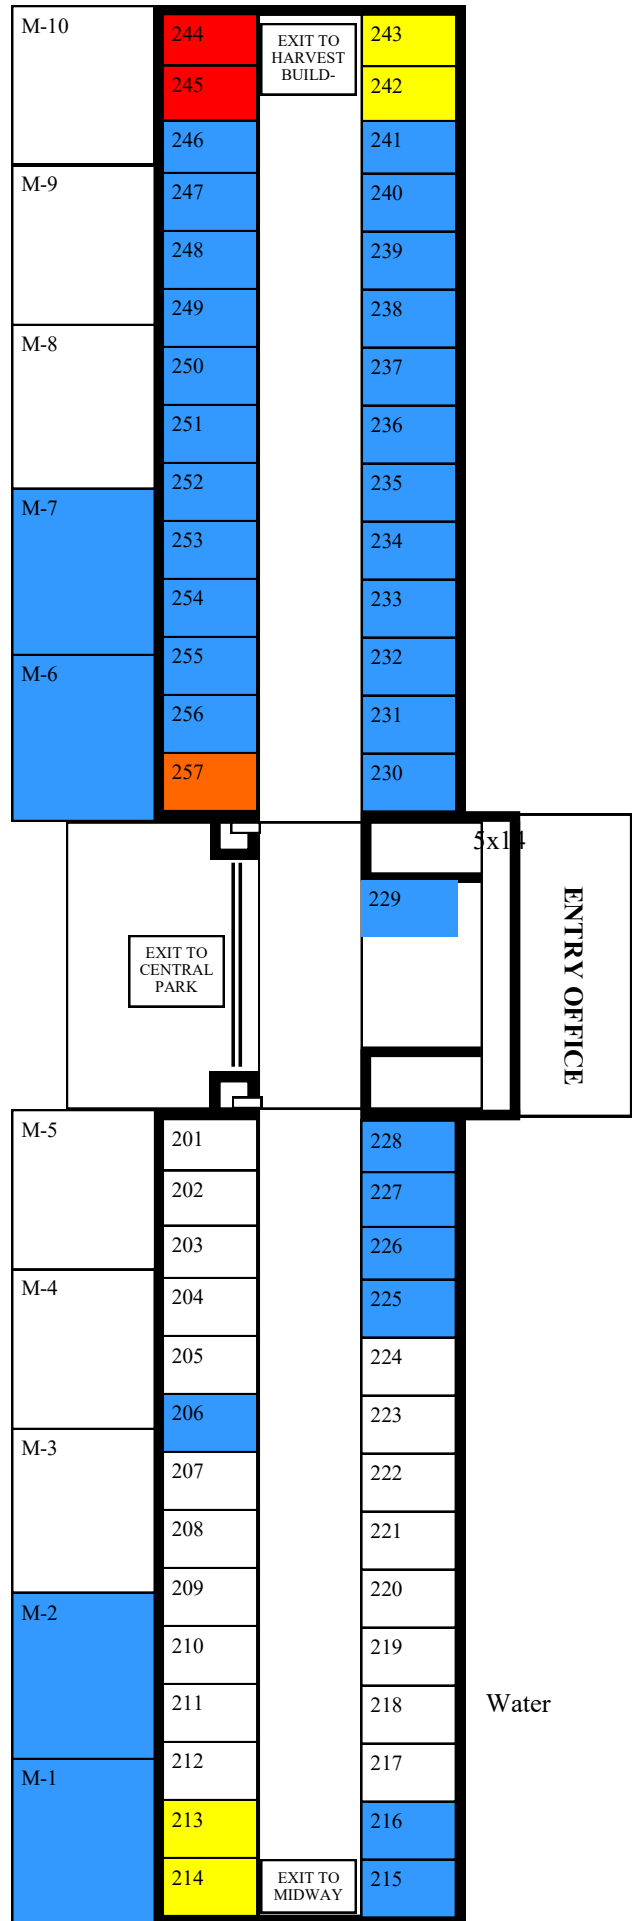 M-10
244
EXIT TO
HARVEST
BUILD-
243
245
242
246
241
M-9
247
240
248
239
249
238
M-8
250
237
251
236
252
235
M-7
253
234
254
233
255
232
M-6
256
231
257
230
5x14
229
ENTRY OFFICE
EXIT TO
CENTRAL
PARK
M-5
201
228
202
227
203
226
M-4
204
225
205
224
206
223
M-3
207
222
208
221
209
220
M-2
210
219
211
218
Water
212
217
M-1
213
216
214
EXIT TO
MIDWAY
215